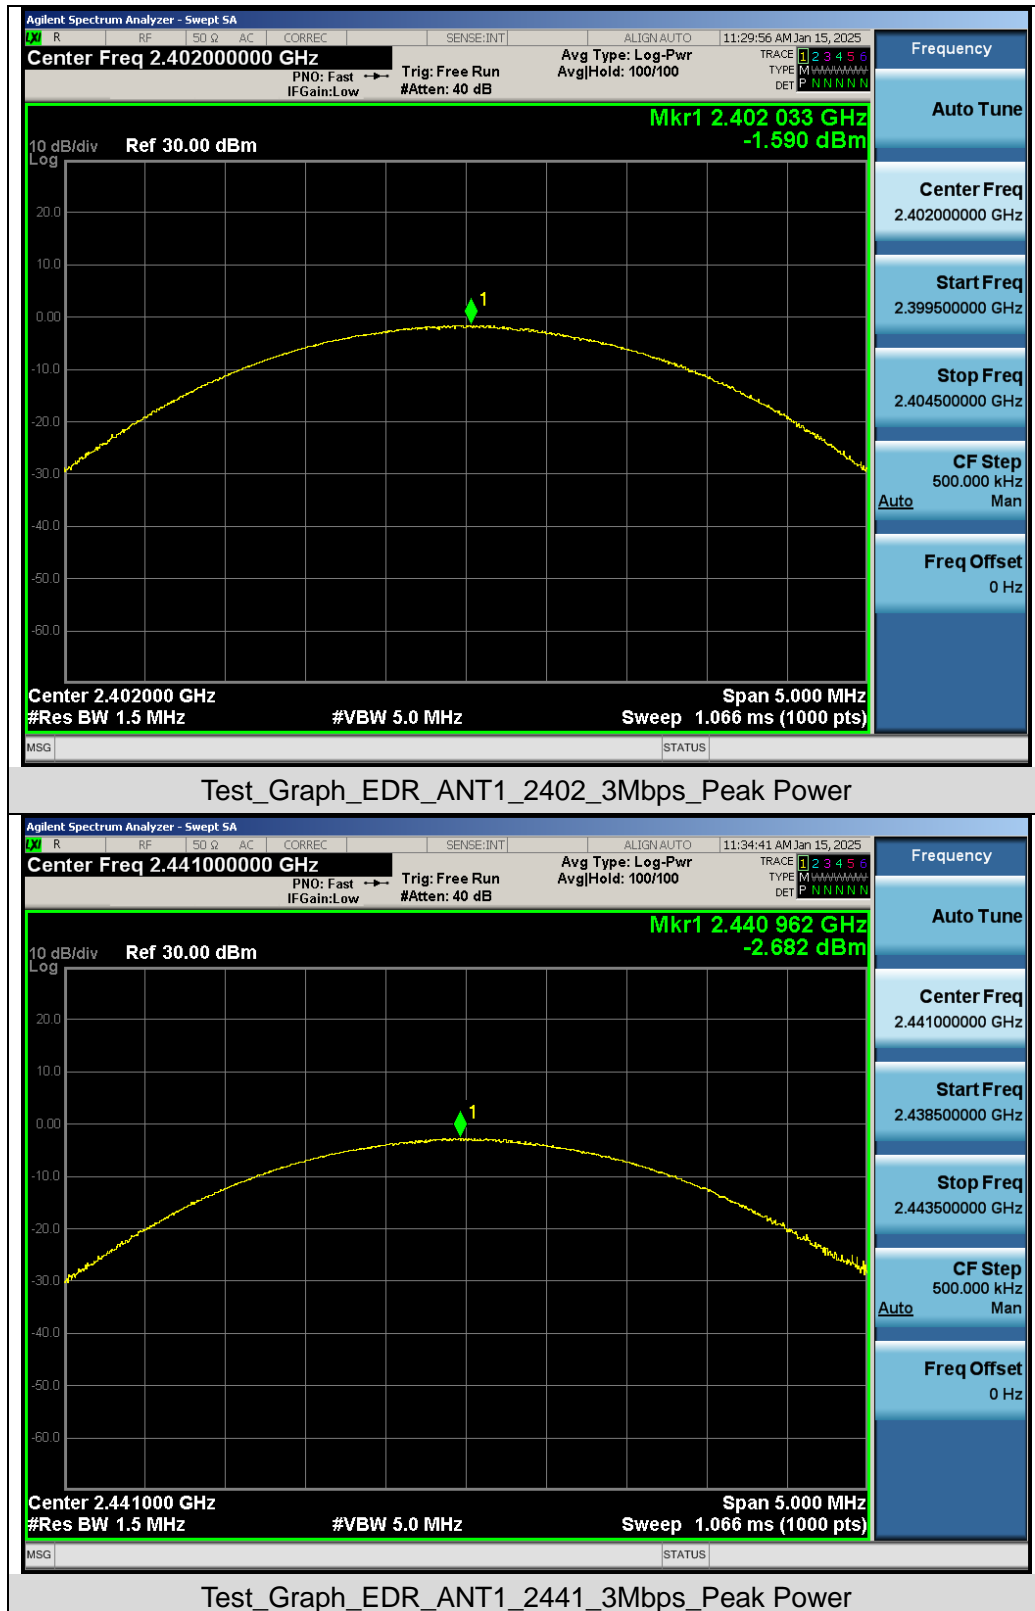 Agilent Spectrum Analyzer - Swept SA
LXI R RF 50 Ω AC CORREC SENSE:INT ALIGN AUTO 11:29:56 AM Jan 15, 2025
Center Freq 2.402000000 GHz
PNO: Fast
IFGain:Low
Trig: Free Run
#Atten: 40 dB
Avg Type: Log-Pwr
Avg|Hold: 100/100
TRACE 1 2 3 4 5 6
TYPE M
DET P N N N N N
Mkr1 2.402 033 GHz
-1.590 dBm
10 dB/div Ref 30.00 dBm
Log
20.0
10.0
0.00
-10.0
-20.0
-30.0
-40.0
-50.0
-60.0
1
Center 2.402000 GHz Span 5.000 MHz
#Res BW 1.5 MHz #VBW 5.0 MHz Sweep 1.066 ms (1000 pts)
MSG STATUS
Frequency
Auto Tune
Center Freq
2.402000000 GHz
Start Freq
2.399500000 GHz
Stop Freq
2.404500000 GHz
CF Step
500.000 kHz
Auto Man
Freq Offset
0 Hz
Test_Graph_EDR_ANT1_2402_3Mbps_Peak Power
Agilent Spectrum Analyzer - Swept SA
LXI R RF 50 Ω AC CORREC SENSE:INT ALIGN AUTO 11:34:41 AM Jan 15, 2025
Center Freq 2.441000000 GHz
PNO: Fast
IFGain:Low
Trig: Free Run
#Atten: 40 dB
Avg Type: Log-Pwr
Avg|Hold: 100/100
TRACE 1 2 3 4 5 6
TYPE M
DET P N N N N N
Mkr1 2.440 962 GHz
-2.682 dBm
10 dB/div Ref 30.00 dBm
Log
20.0
10.0
0.00
-10.0
-20.0
-30.0
-40.0
-50.0
-60.0
1
Center 2.441000 GHz Span 5.000 MHz
#Res BW 1.5 MHz #VBW 5.0 MHz Sweep 1.066 ms (1000 pts)
MSG STATUS
Frequency
Auto Tune
Center Freq
2.441000000 GHz
Start Freq
2.438500000 GHz
Stop Freq
2.443500000 GHz
CF Step
500.000 kHz
Auto Man
Freq Offset
0 Hz
Test_Graph_EDR_ANT1_2441_3Mbps_Peak Power